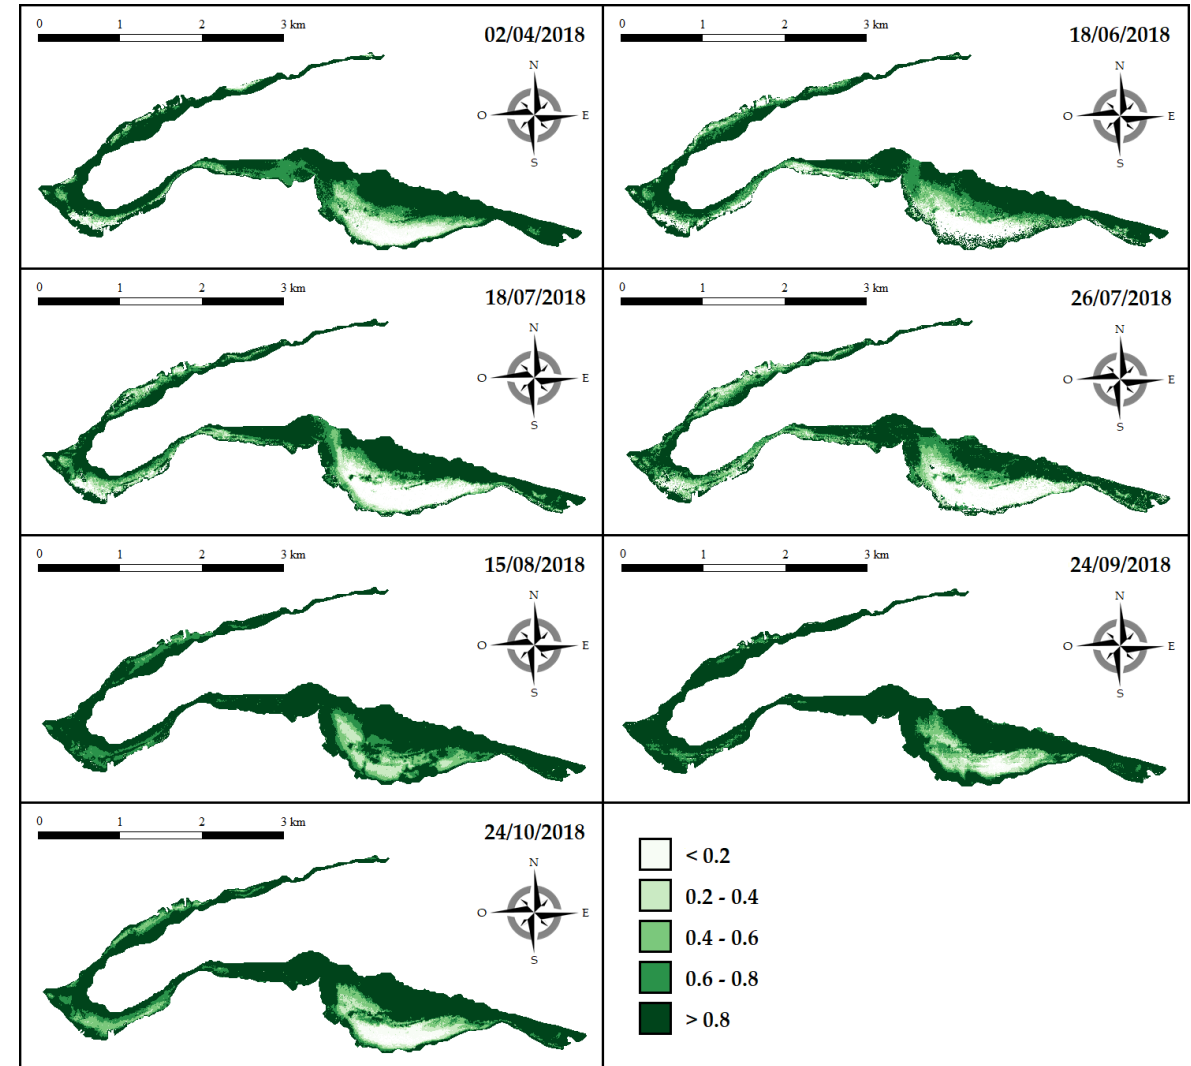 0 1 2 3 km
02/04/2018
N
O E
S
0 1 2 3 km
18/06/2018
N
O E
S
0 1 2 3 km
18/07/2018
N
O E
S
0 1 2 3 km
26/07/2018
N
O E
S
0 1 2 3 km
15/08/2018
N
O E
S
0 1 2 3 km
24/09/2018
N
O E
S
0 1 2 3 km
24/10/2018
N
O E
S
< 0.2
0.2 - 0.4
0.4 - 0.6
0.6 - 0.8
> 0.8